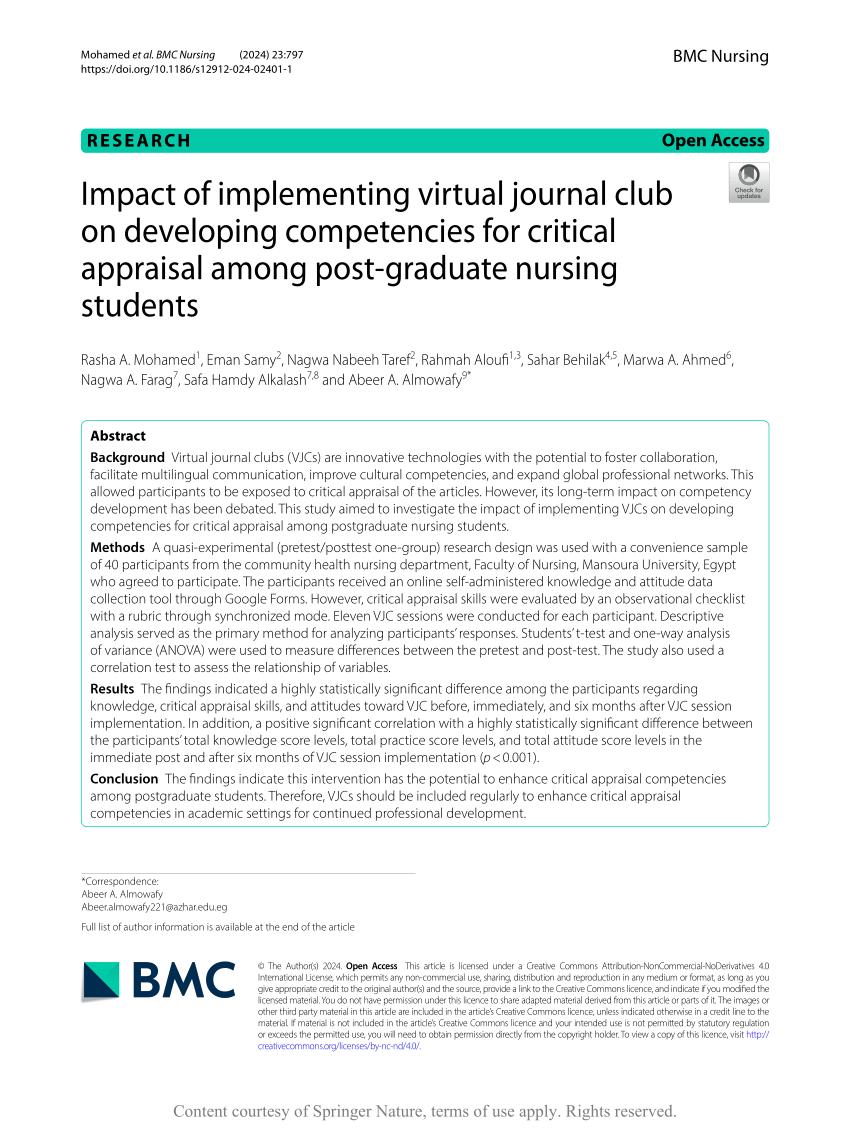 Mohamed et al. BMC Nursing (2024) 23:797
https://doi.org/10.1186/s12912-024-02401-1
BMC Nursing
RESEARCH
Open Access
Check for
updates
Impact of implementing virtual journal club
on developing competencies for critical
appraisal among post-graduate nursing
students
Rasha A. Mohamed1, Eman Samy2, Nagwa Nabeeh Taref2, Rahmah Aloufi1,3, Sahar Behilak4,5, Marwa A. Ahmed6,
Nagwa A. Farag7, Safa Hamdy Alkalash7,8 and Abeer A. Almowafy9*
Abstract
Background Virtual journal clubs (VJCs) are innovative technologies with the potential to foster collaboration,
facilitate multilingual communication, improve cultural competencies, and expand global professional networks. This
allowed participants to be exposed to critical appraisal of the articles. However, its long-term impact on competency
development has been debated. This study aimed to investigate the impact of implementing VJCs on developing
competencies for critical appraisal among postgraduate nursing students.
Methods A quasi-experimental (pretest/posttest one-group) research design was used with a convenience sample
of 40 participants from the community health nursing department, Faculty of Nursing, Mansoura University, Egypt
who agreed to participate. The participants received an online self-administered knowledge and attitude data
collection tool through Google Forms. However, critical appraisal skills were evaluated by an observational checklist
with a rubric through synchronized mode. Eleven VJC sessions were conducted for each participant. Descriptive
analysis served as the primary method for analyzing participants' responses. Students' t-test and one-way analysis
of variance (ANOVA) were used to measure differences between the pretest and post-test. The study also used a
correlation test to assess the relationship of variables.
Results The findings indicated a highly statistically significant difference among the participants regarding
knowledge, critical appraisal skills, and attitudes toward VJC before, immediately, and six months after VJC session
implementation. In addition, a positive significant correlation with a highly statistically significant difference between
the participants' total knowledge score levels, total practice score levels, and total attitude score levels in the
immediate post and after six months of VJC session implementation (p < 0.001).
Conclusion The findings indicate this intervention has the potential to enhance critical appraisal competencies
among postgraduate students. Therefore, VJCs should be included regularly to enhance critical appraisal
competencies in academic settings for continued professional development.
*Correspondence:
Abeer A. Almowafy
Abeer.almowafy221@azhar.edu.eg
Full list of author information is available at the end of the article
BMC
© The Author(s) 2024. Open Access This article is licensed under a Creative Commons Attribution-NonCommercial-NoDerivatives 4.0
International License, which permits any non-commercial use, sharing, distribution and reproduction in any medium or format, as long as you
give appropriate credit to the original author(s) and the source, provide a link to the Creative Commons licence, and indicate if you modified the
licensed material. You do not have permission under this licence to share adapted material derived from this article or parts of it. The images or
other third party material in this article are included in the article's Creative Commons licence, unless indicated otherwise in a credit line to the
material. If material is not included in the article's Creative Commons licence and your intended use is not permitted by statutory regulation
or exceeds the permitted use, you will need to obtain permission directly from the copyright holder. To view a copy of this licence, visit http://
creativecommons.org/licenses/by-nc-nd/4.0/.
Content courtesy of Springer Nature, terms of use apply. Rights reserved.